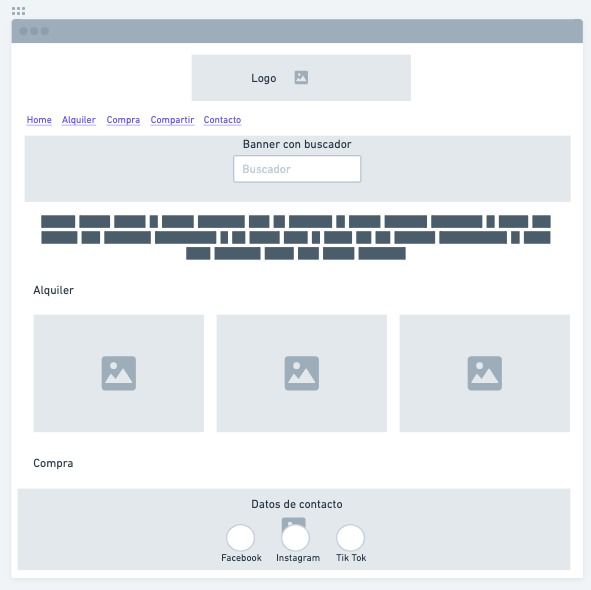 Logo
Home Alquiler Compra Compartir Contacto
Banner con buscador
Buscador
Alquiler
Compra
Datos de contacto
Facebook Instagram Tik Tok